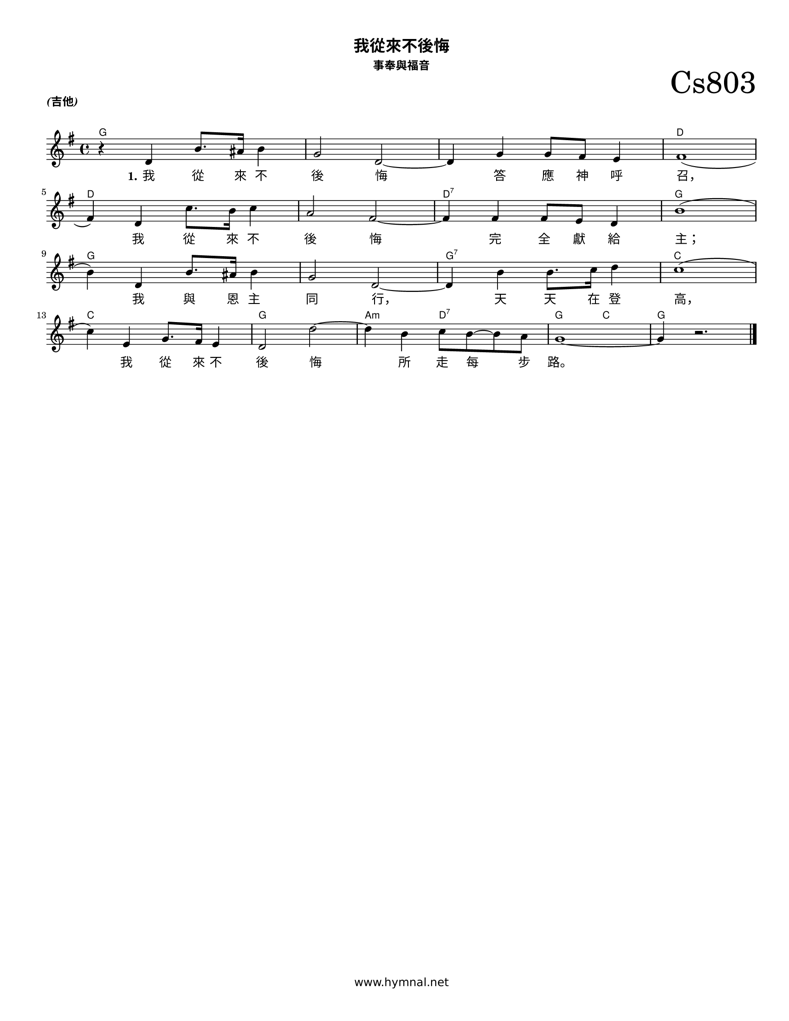 我從來不後悔
事奉與福音
Cs803
(吉他)
G D
1. 我 從 來 不 後 悔 答 應 神 呼 召，
5 D D7 G
我 從 來 不 後 悔 完 全 獻 給 主；
9 G G7 C
我 與 恩 主 同 行， 天 天 在 登 高，
13 C G Am D7 G C G
我 從 來 不 後 悔 所 走 每 步 路。
www.hymnal.net